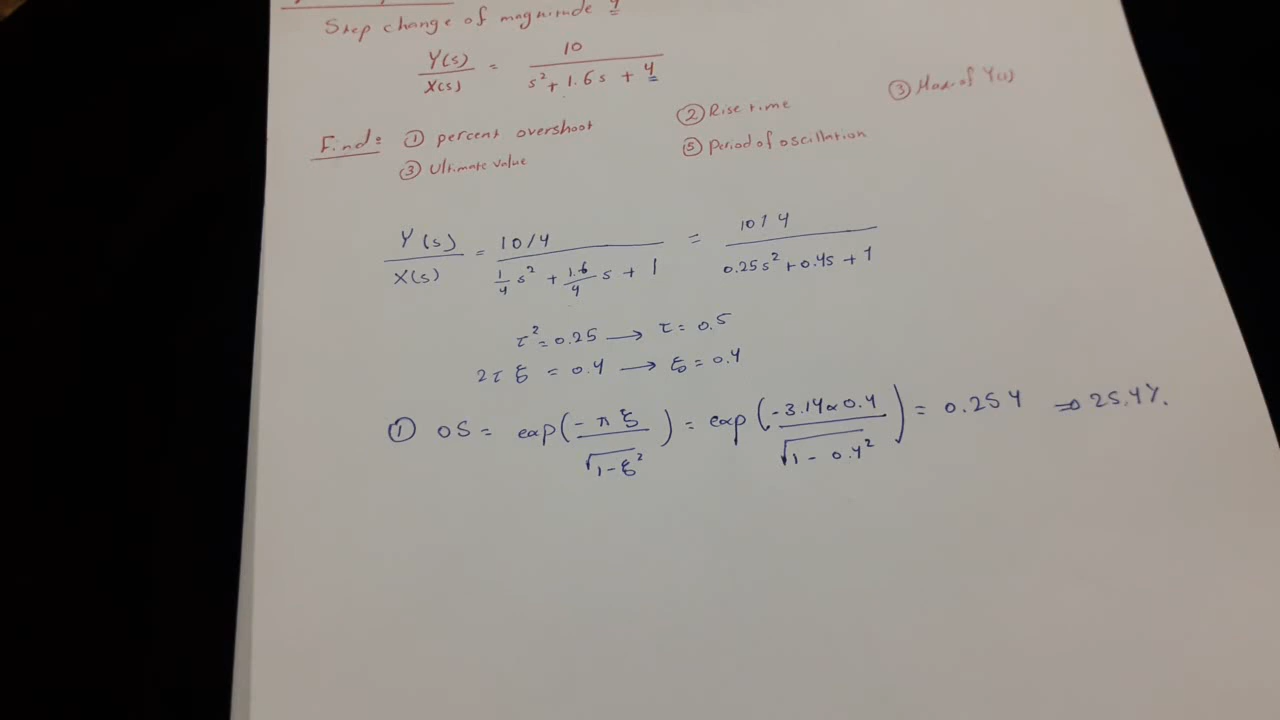 Step change of magnitude 4
Y(s)/X(s) = 10/(s² + 1.6s + 4)
Find: ① percent overshoot ② Rise time ③ Max of Y(s)
③ Ultimate value ⑤ Period of oscillation
Y(s)/X(s) = (10/4)/(1/4 s² + 1.6/4 s + 1) = (10/4)/(0.25s² + 0.4s + 1)
τ² = 0.25 → τ = 0.5
2τξ = 0.4 → ξ = 0.4
① OS = exp(-πξ/√1-ξ²) = exp(-3.14×0.4/√1-0.4²) = 0.254 ⇒ 25.4%